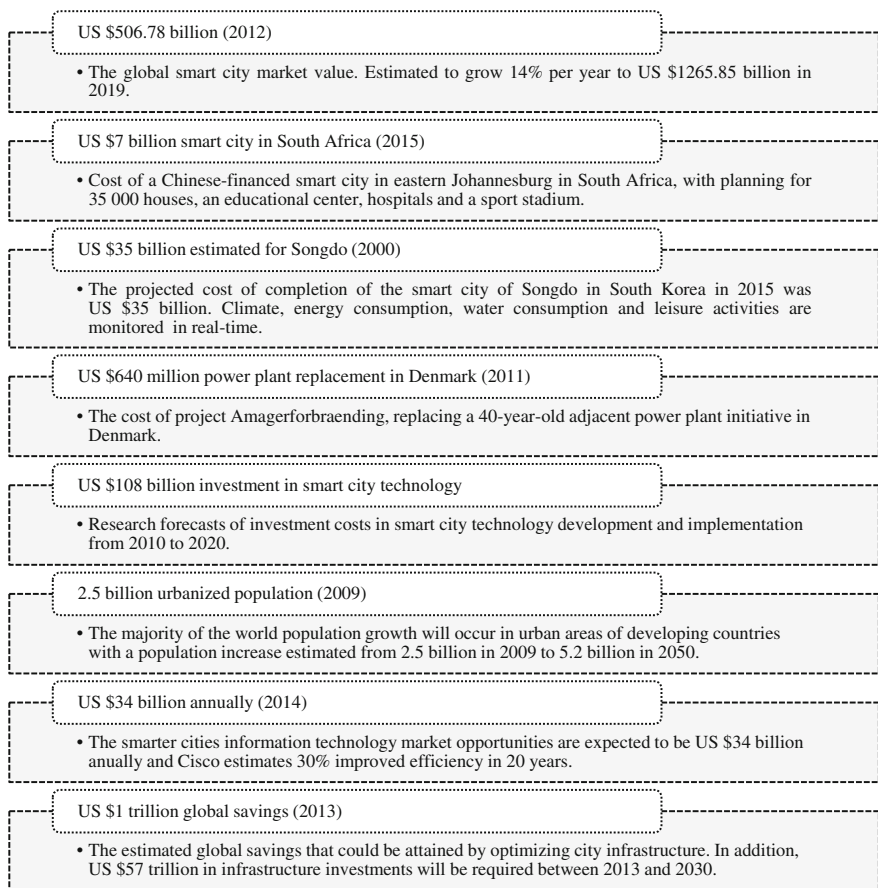 US $506.78 billion (2012)
• The global smart city market value. Estimated to grow 14% per year to US $1265.85 billion in
2019.
US $7 billion smart city in South Africa (2015)
• Cost of a Chinese-financed smart city in eastern Johannesburg in South Africa, with planning for
35 000 houses, an educational center, hospitals and a sport stadium.
US $35 billion estimated for Songdo (2000)
• The projected cost of completion of the smart city of Songdo in South Korea in 2015 was
US $35 billion. Climate, energy consumption, water consumption and leisure activities are
monitored in real-time.
US $640 million power plant replacement in Denmark (2011)
• The cost of project Amagerforbraending, replacing a 40-year-old adjacent power plant initiative in
Denmark.
US $108 billion investment in smart city technology
• Research forecasts of investment costs in smart city technology development and implementation
from 2010 to 2020.
2.5 billion urbanized population (2009)
• The majority of the world population growth will occur in urban areas of developing countries
with a population increase estimated from 2.5 billion in 2009 to 5.2 billion in 2050.
US $34 billion annually (2014)
• The smarter cities information technology market opportunities are expected to be US $34 billion
anually and Cisco estimates 30% improved efficiency in 20 years.
US $1 trillion global savings (2013)
• The estimated global savings that could be attained by optimizing city infrastructure. In addition,
US $57 trillion in infrastructure investments will be required between 2013 and 2030.